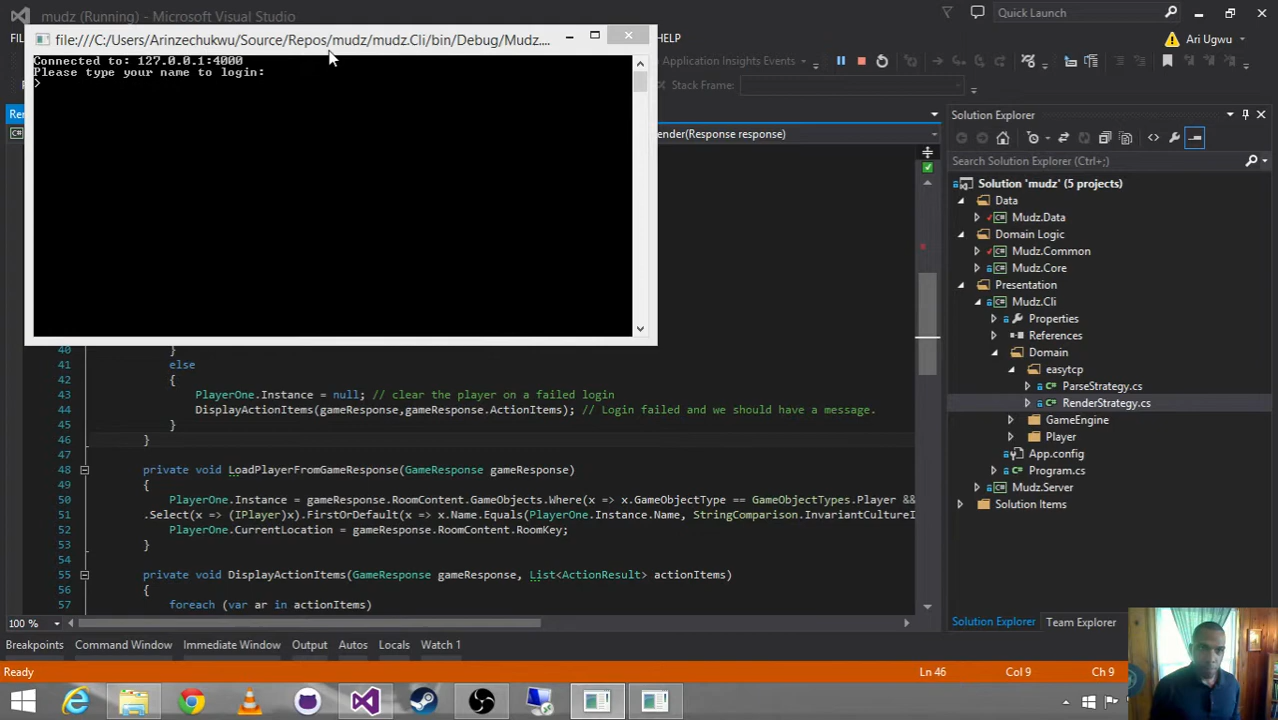 mudz (Running) - Microsoft Visual Studio
Quick Launch
file:///C:/Users/Arinzechukwu/Source/Repos/mudz/mudz.Cli/bin/Debug/Mudz....
Ari Ugwu
HELP
Connected to: 127.0.0.1:4000
Please type your name to login:
>
Application Insights Events
Stack Frame:
Render(Response response)
Solution Explorer
Search Solution Explorer (Ctrl+;)
Solution 'mudz' (5 projects)
Data
Mudz.Data
Domain Logic
Mudz.Common
Mudz.Core
Presentation
Mudz.Cli
Properties
References
Domain
easytcp
ParseStrategy.cs
RenderStrategy.cs
GameEngine
Player
App.config
Program.cs
Mudz.Server
Solution Items
40 }
41 else
42 {
43 PlayerOne.Instance = null; // clear the player on a failed login
44 DisplayActionItems(gameResponse,gameResponse.ActionItems); // Login failed and we should have a message.
45 }
46 }
48 private void LoadPlayerFromGameResponse(GameResponse gameResponse)
49 {
50 PlayerOne.Instance = gameResponse.RoomContent.GameObjects.Where(x => x.GameObjectType == GameObjectTypes.Player &&
51 .Select(x => (IPlayer)x).FirstOrDefault(x => x.Name.Equals(PlayerOne.Instance.Name, StringComparison.InvariantCultureI
52 PlayerOne.CurrentLocation = gameResponse.RoomContent.RoomKey;
53 }
54
55 private void DisplayActionItems(GameResponse gameResponse, List<ActionResult> actionItems)
56 {
57 foreach (var ar in actionItems)
100 %
Solution Explorer Team Explorer
Breakpoints Command Window Immediate Window Output Autos Locals Watch 1
Ready Ln 46 Col 9 Ch 9